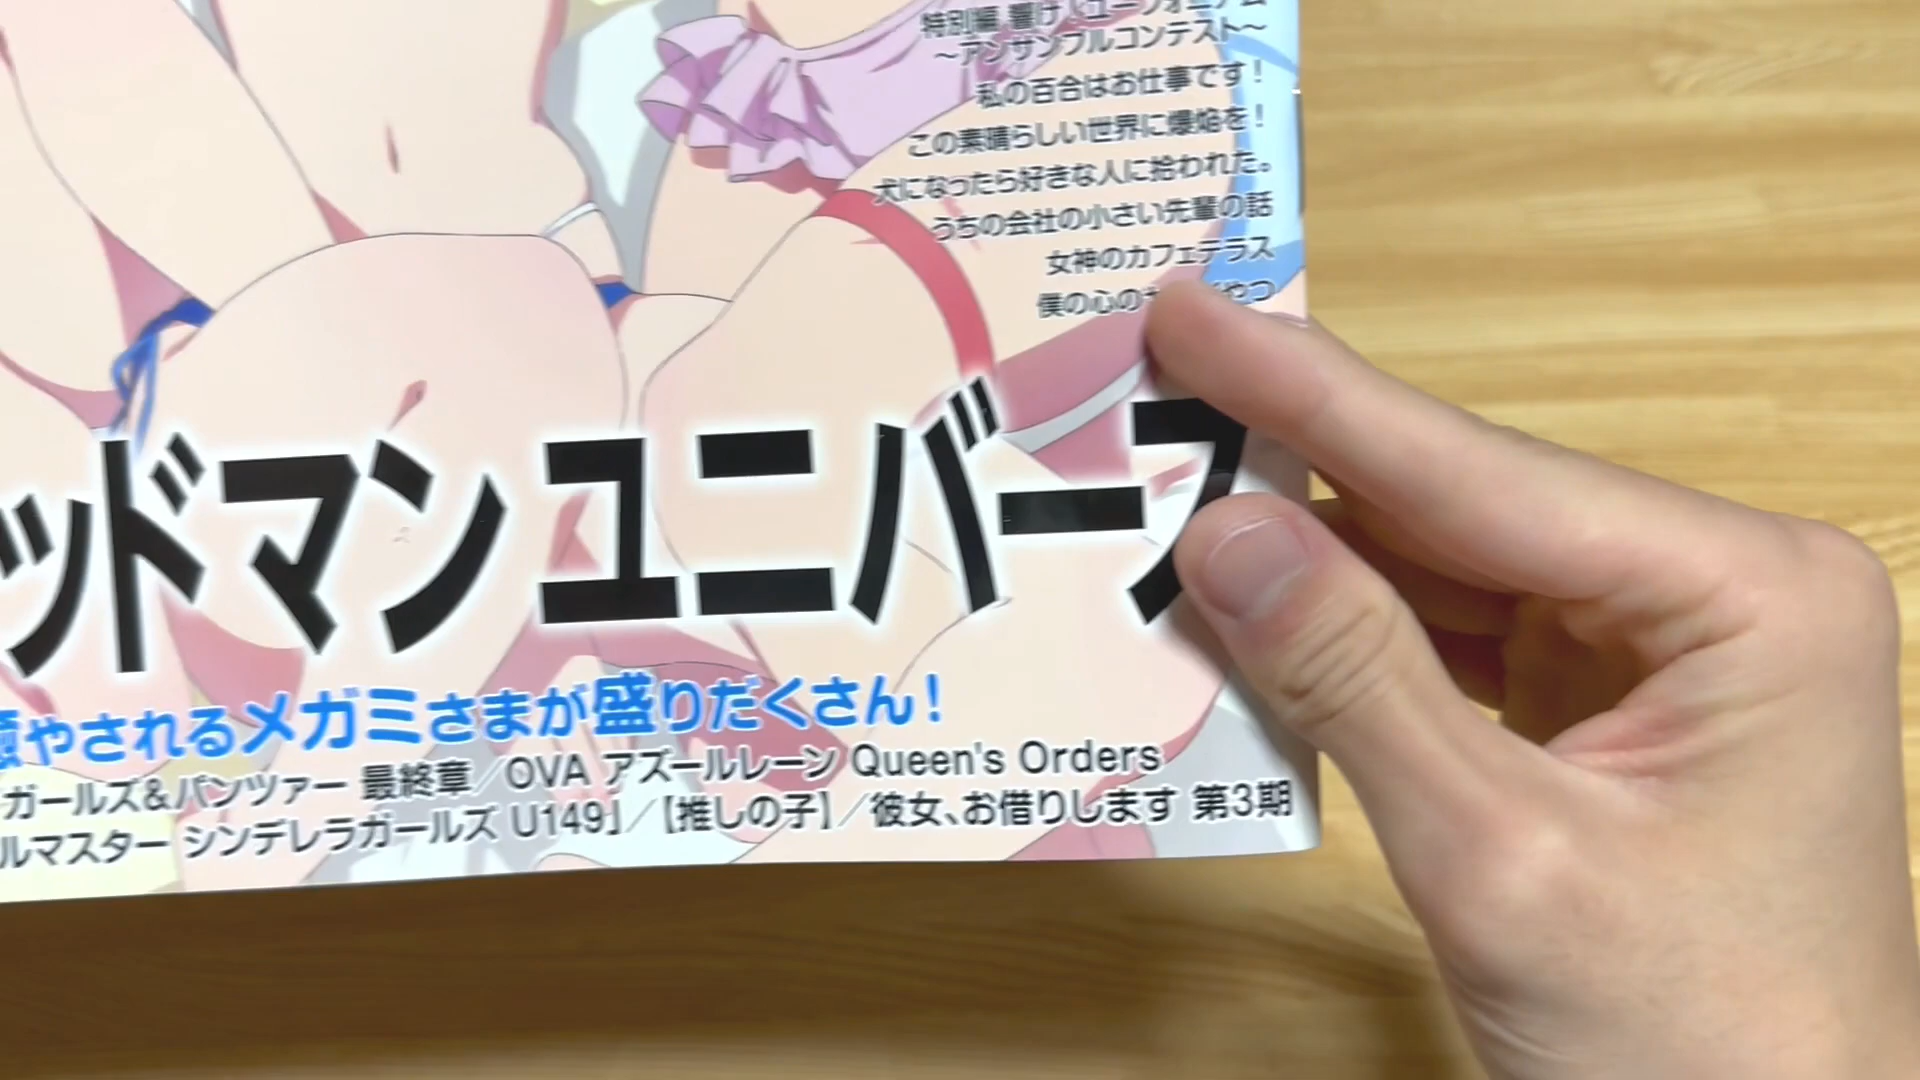 特別編 響け！ユーフォニアム
～アンサンブルコンテスト～
私の百合はお仕事です！
この素晴らしい世界に爆焔を！
犬になったら好きな人に拾われた。
うちの会社の小さい先輩の話
女神のカフェテラス
僕の心の やつ
ッドマン ユニバース
癒やされるメガミさまが盛りだくさん！
ガールズ&パンツァー 最終章／OVA アズールレーン Queen's Orders
ルマスター シンデレラガールズ U149」／【推しの子】／彼女、お借りします 第3期